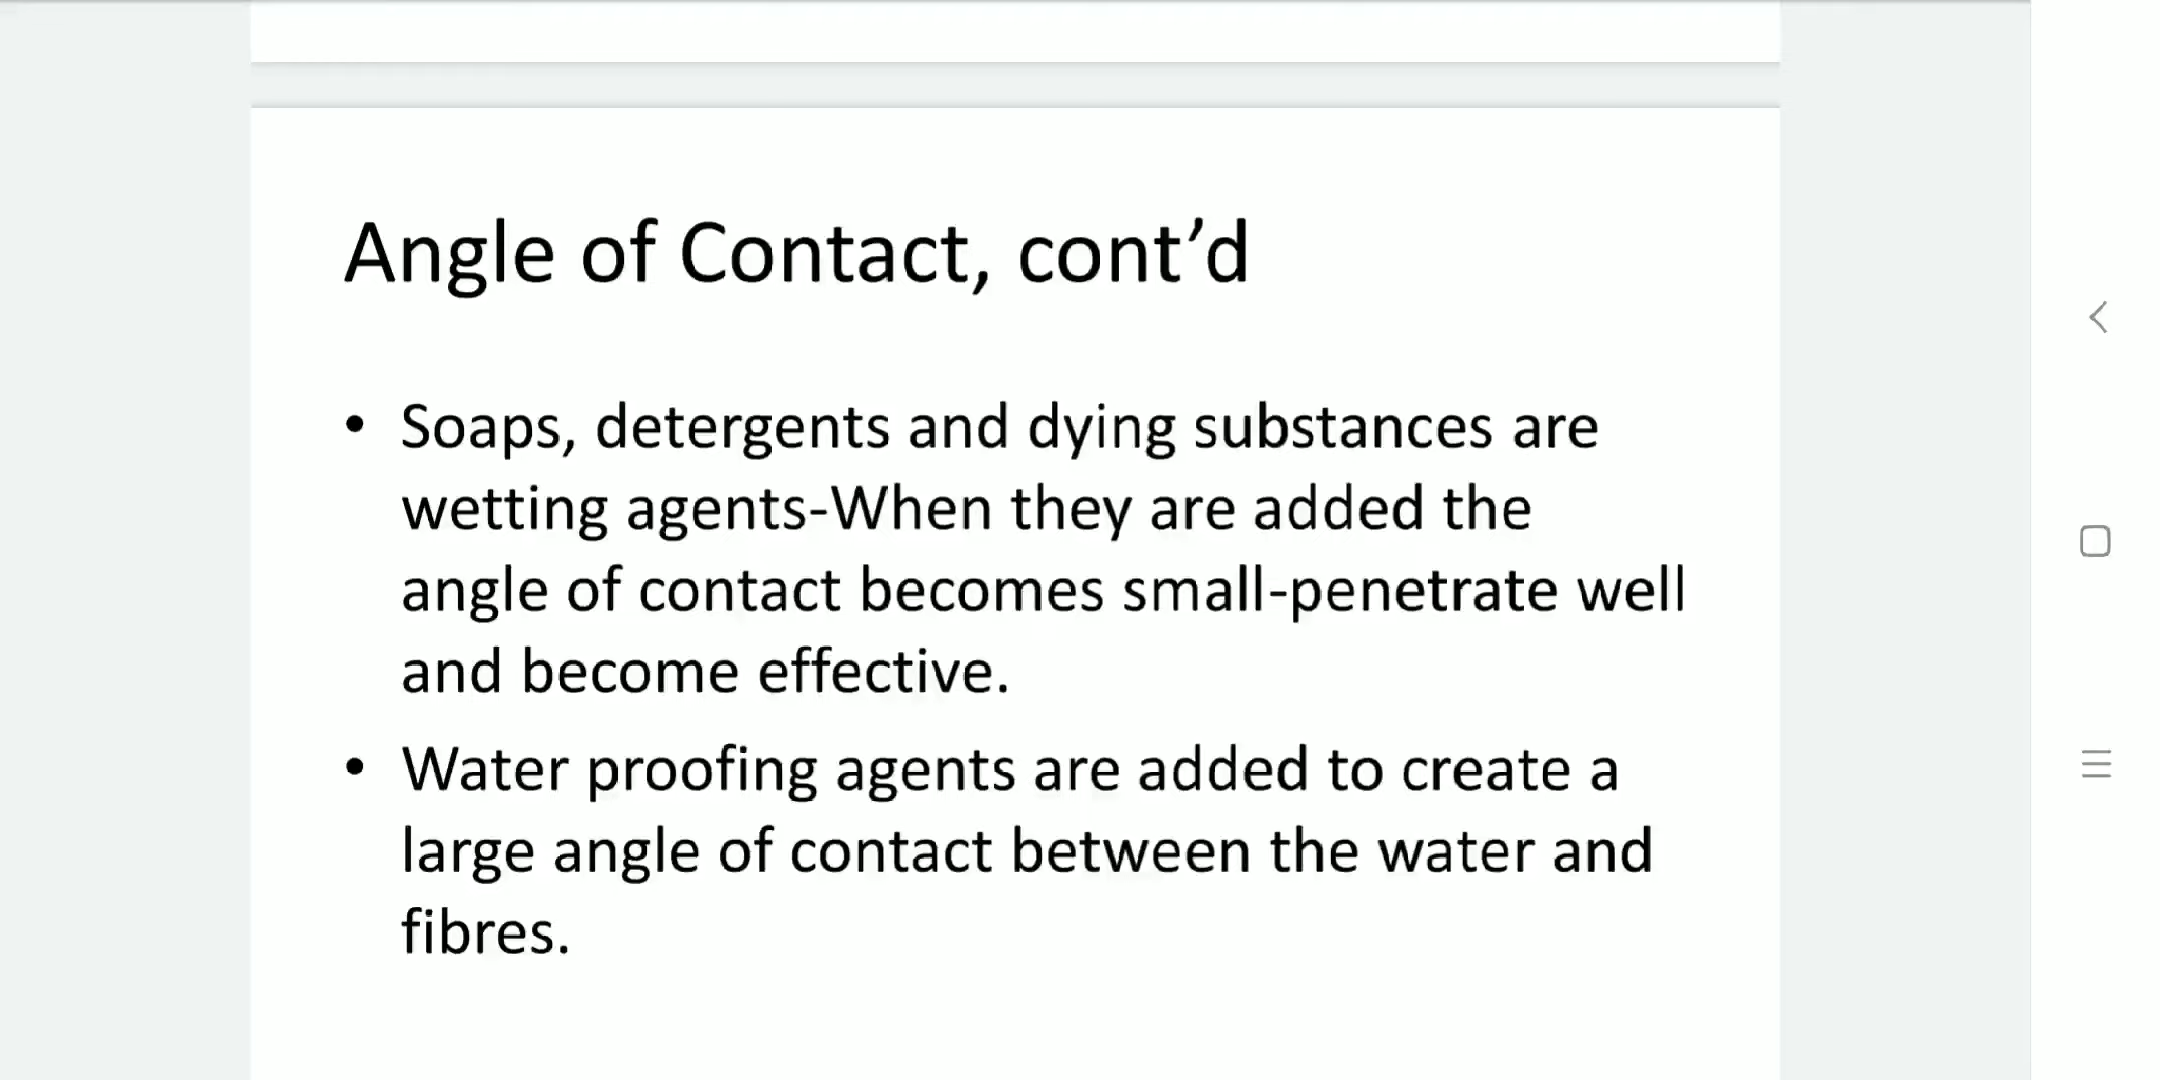 Angle of Contact, cont’d
• Soaps, detergents and dying substances are
wetting agents-When they are added the
angle of contact becomes small-penetrate well
and become effective.
• Water proofing agents are added to create a
large angle of contact between the water and
fibres.